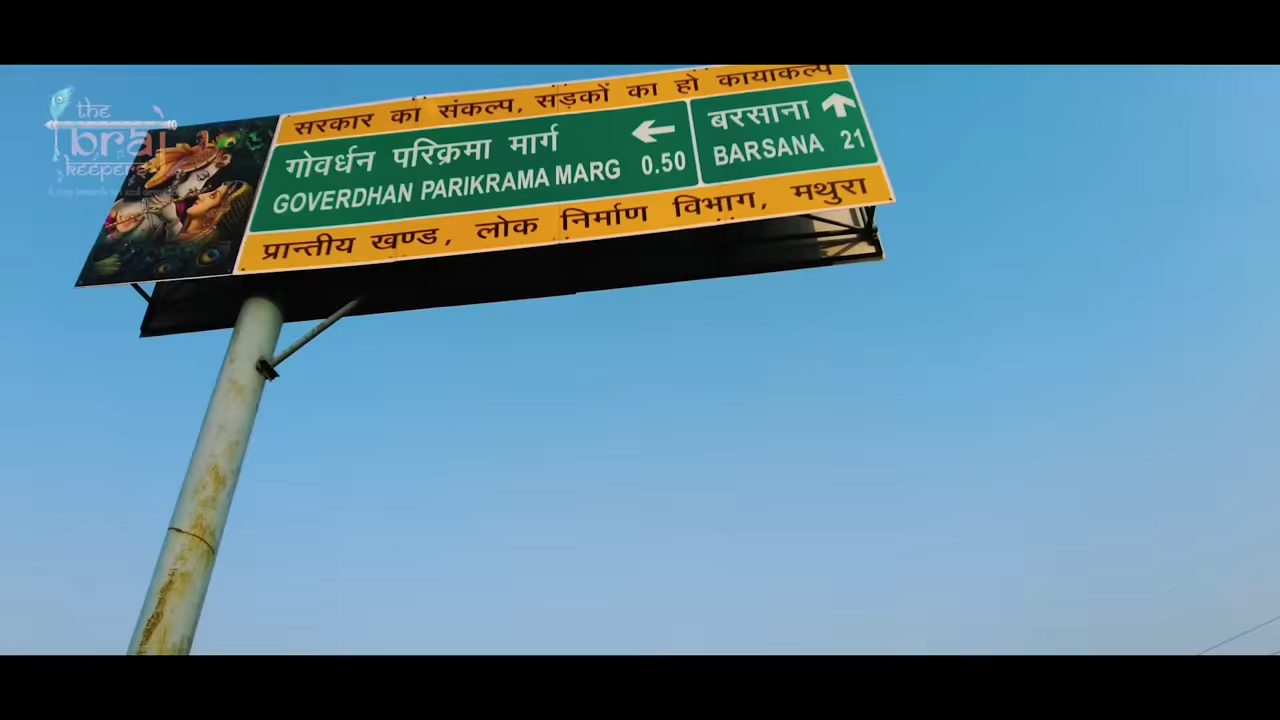 the
braj
keepers
सरकार का संकल्प, सड़कों का हो कायाकल्प
गोवर्धन परिक्रमा मार्ग
GOVERDHAN PARIKRAMA MARG 0.50
बरसाना
BARSANA 21
प्रान्तीय खण्ड, लोक निर्माण विभाग, मथुरा